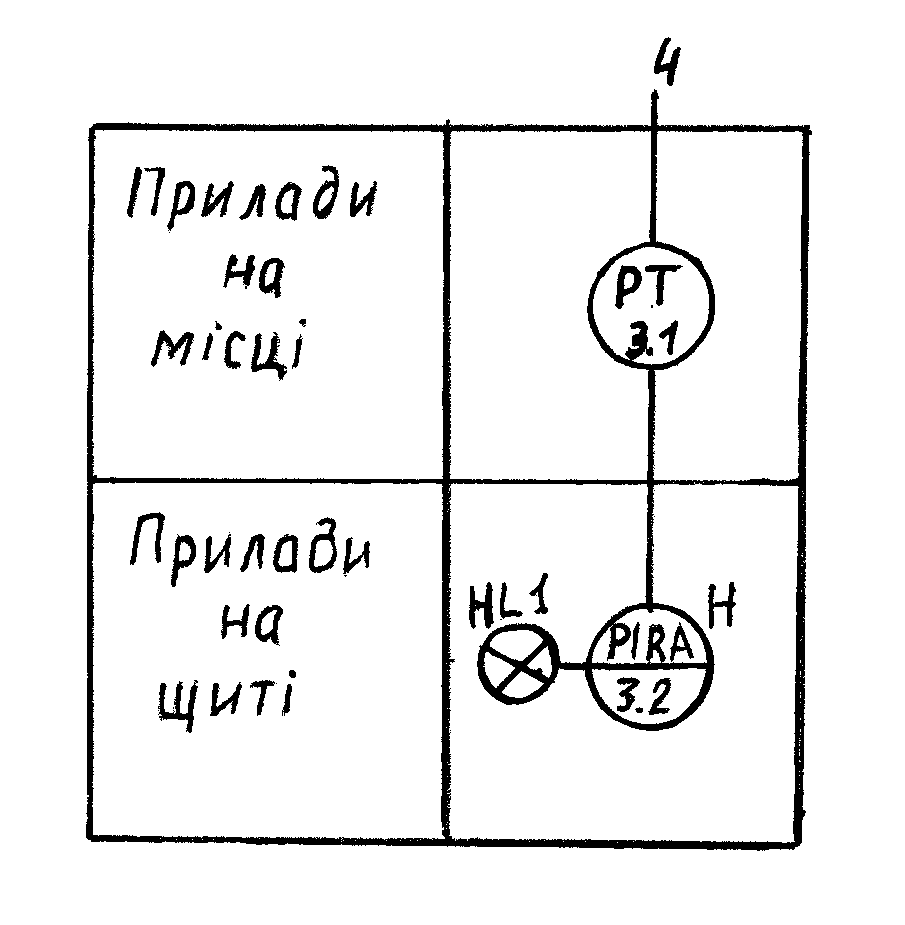 4
Прилади
на
місці
PT
3.1
Прилади
на
щиті
HL1
PIRA
H
3.2